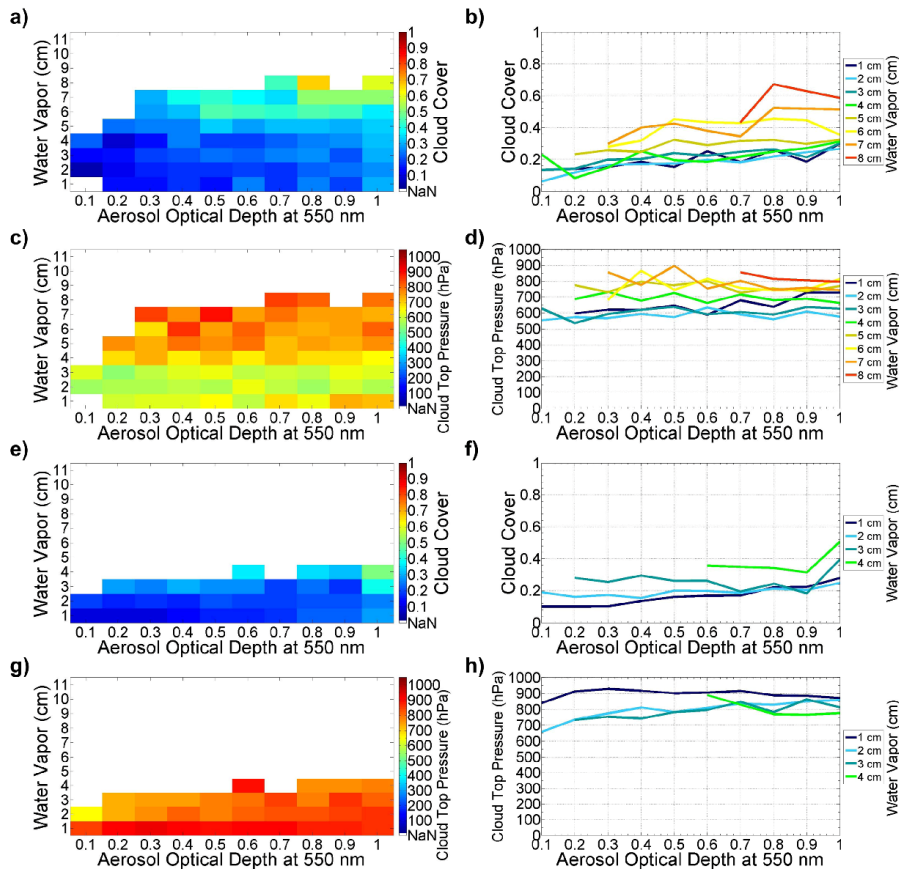 a)
Water Vapor (cm)
11
10
9
8
7
6
5
4
3
2
1
0.1 0.2 0.3 0.4 0.5 0.6 0.7 0.8 0.9 1
Aerosol Optical Depth at 550 nm
1
0.9
0.8
0.7
0.6
0.5
0.4
0.3
0.2
0.1
NaN
Cloud Cover
b)
Cloud Cover
1
0.8
0.6
0.4
0.2
0
0.1 0.2 0.3 0.4 0.5 0.6 0.7 0.8 0.9 1
Aerosol Optical Depth at 550 nm
1 cm
2 cm
3 cm
4 cm
5 cm
6 cm
7 cm
8 cm
Water Vapor (cm)
c)
Water Vapor (cm)
11
10
9
8
7
6
5
4
3
2
1
0.1 0.2 0.3 0.4 0.5 0.6 0.7 0.8 0.9 1
Aerosol Optical Depth at 550 nm
1000
900
800
700
600
500
400
300
200
100
NaN
Cloud Top Pressure (hPa)
d)
Cloud Top Pressure (hPa)
1000
900
800
700
600
500
400
300
200
100
0
0.1 0.2 0.3 0.4 0.5 0.6 0.7 0.8 0.9 1
Aerosol Optical Depth at 550 nm
1 cm
2 cm
3 cm
4 cm
5 cm
6 cm
7 cm
8 cm
Water Vapor (cm)
e)
Water Vapor (cm)
11
10
9
8
7
6
5
4
3
2
1
0.1 0.2 0.3 0.4 0.5 0.6 0.7 0.8 0.9 1
Aerosol Optical Depth at 550 nm
1
0.9
0.8
0.7
0.6
0.5
0.4
0.3
0.2
0.1
NaN
Cloud Cover
f)
Cloud Cover
1
0.8
0.6
0.4
0.2
0
0.1 0.2 0.3 0.4 0.5 0.6 0.7 0.8 0.9 1
Aerosol Optical Depth at 550 nm
1 cm
2 cm
3 cm
4 cm
Water Vapor (cm)
g)
Water Vapor (cm)
11
10
9
8
7
6
5
4
3
2
1
0.1 0.2 0.3 0.4 0.5 0.6 0.7 0.8 0.9 1
Aerosol Optical Depth at 550 nm
1000
900
800
700
600
500
400
300
200
100
NaN
Cloud Top Pressure (hPa)
h)
Cloud Top Pressure (hPa)
1000
900
800
700
600
500
400
300
200
100
0
0.1 0.2 0.3 0.4 0.5 0.6 0.7 0.8 0.9 1
Aerosol Optical Depth at 550 nm
1 cm
2 cm
3 cm
4 cm
Water Vapor (cm)